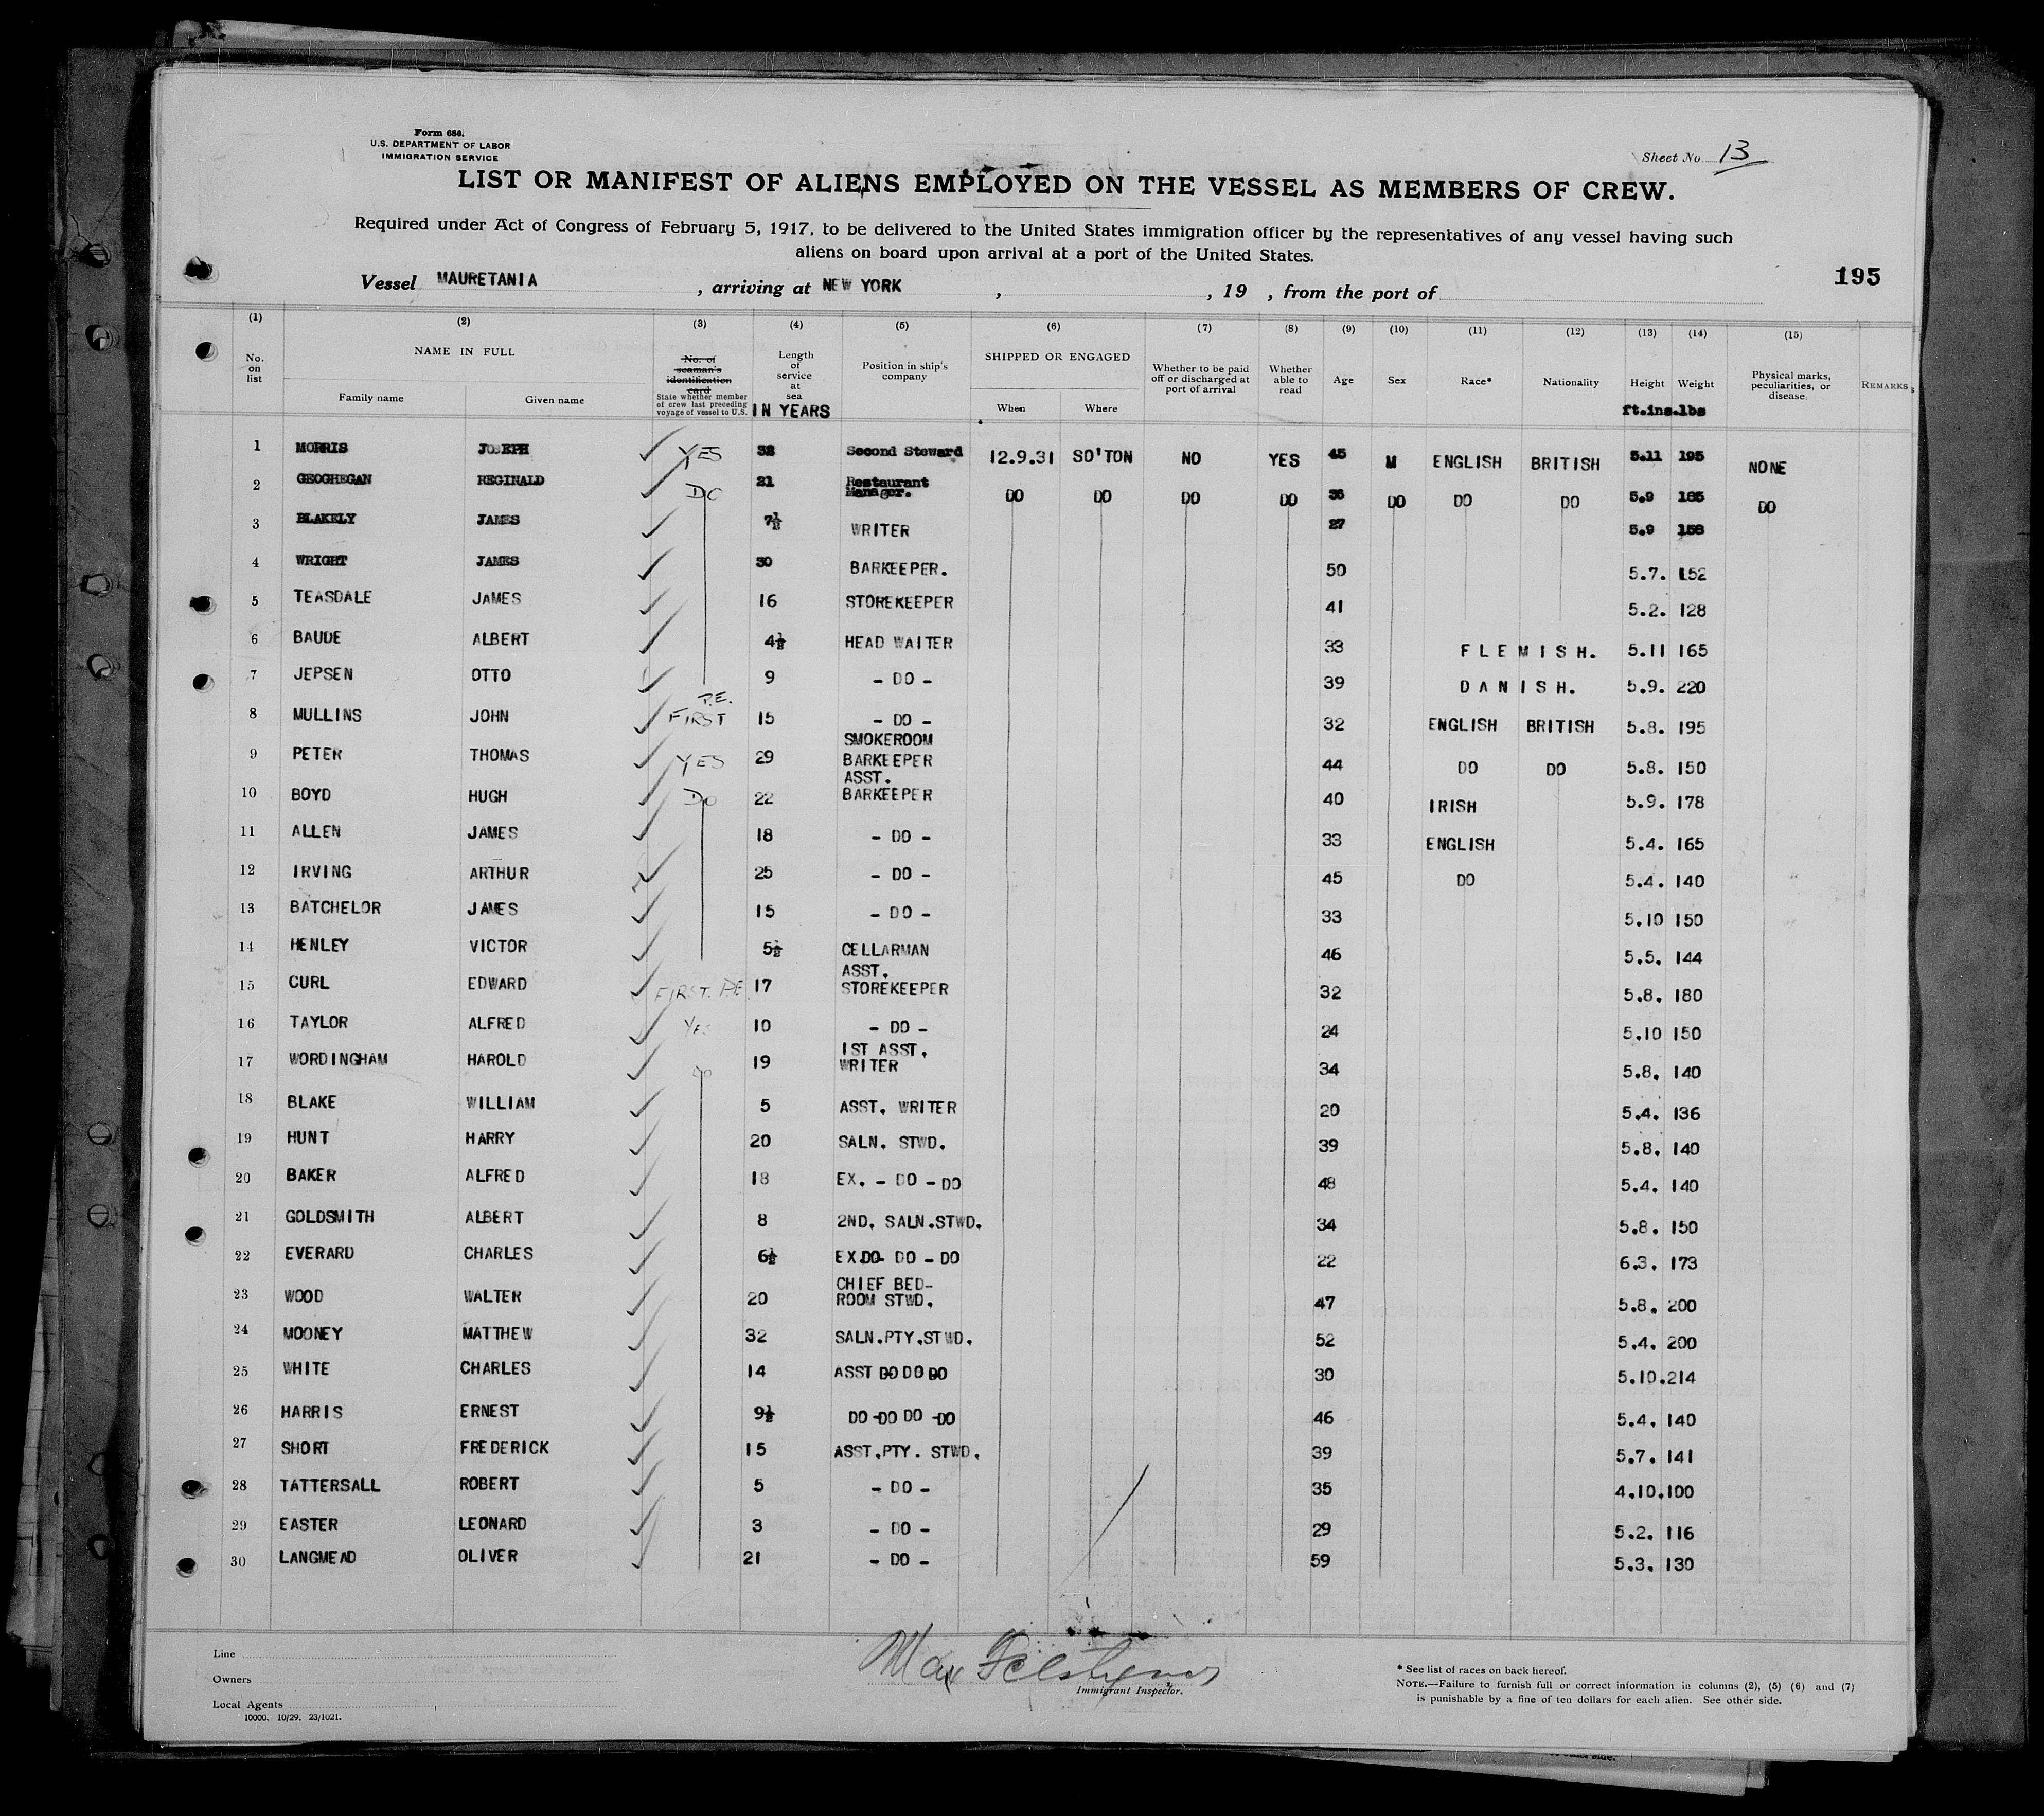 Form 680.
U.S. DEPARTMENT OF LABOR
IMMIGRATION SERVICE
Sheet No. 13
LIST OR MANIFEST OF ALIENS EMPLOYED ON THE VESSEL AS MEMBERS OF CREW.
Required under Act of Congress of February 5, 1917, to be delivered to the United States immigration officer by the representatives of any vessel having such
aliens on board upon arrival at a port of the United States.
195
Vessel MAURETANIA , arriving at NEW YORK , , 19 , from the port of
(1) (2) (3) (4) (5) (6) (7) (8) (9) (10) (11) (12) (13) (14) (15)
No. on list NAME IN FULL Family name Given name No. of seaman's identification card State whether member of crew last preceding voyage of vessel to U.S. Length of service at sea IN YEARS Position in ship's company SHIPPED OR ENGAGED When Where Whether to be paid off or discharged at port of arrival Whether able to read Age Sex Race* Nationality Height ft.ins. Weight lbs Physical marks, peculiarities, or disease REMARKS
1 MORRIS JOSEPH YES 32 Second Steward 12.9.31 SO'TON NO YES 45 M ENGLISH BRITISH 5.11 195 NONE
2 GEOGHEGAN REGINALD DO 21 Restaurant Manager. DO DO DO DO 36 DO DO DO 5.9 185 DO
3 BLAKELY JAMES 7½ WRITER 27 5.9 158
4 WRIGHT JAMES 30 BARKEEPER. 50 5.7. 152
5 TEASDALE JAMES 16 STOREKEEPER 41 5.2. 128
6 BAUDE ALBERT 4½ HEAD WAITER 33 FLEMISH. 5.11 165
7 JEPSEN OTTO 9 - DO - 39 DANISH. 5.9. 220
8 MULLINS JOHN P.E. FIRST 15 - DO - 32 ENGLISH BRITISH 5.8. 195
9 PETER THOMAS YES 29 SMOKEROOM BARKEEPER 44 DO DO 5.8. 150
10 BOYD HUGH DO 22 ASST. BARKEEPER 40 IRISH 5.9. 178
11 ALLEN JAMES 18 - DO - 33 ENGLISH 5.4. 165
12 IRVING ARTHUR 25 - DO - 45 DO 5.4. 140
13 BATCHELOR JAMES 15 - DO - 33 5.10 150
14 HENLEY VICTOR 5½ CELLARMAN 46 5.5. 144
15 CURL EDWARD FIRST. P.E. 17 ASST. STOREKEEPER 32 5.8. 180
16 TAYLOR ALFRED YES 10 - DO - 24 5.10 150
17 WORDINGHAM HAROLD DO 19 1ST ASST. WRITER 34 5.8. 140
18 BLAKE WILLIAM 5 ASST. WRITER 20 5.4. 136
19 HUNT HARRY 20 SALN. STWD. 39 5.8. 140
20 BAKER ALFRED 18 EX. - DO - DO 48 5.4. 140
21 GOLDSMITH ALBERT 8 2ND. SALN.STWD. 34 5.8. 150
22 EVERARD CHARLES 6½ EX.DO- DO - DO 22 6.3. 173
23 WOOD WALTER 20 CHIEF BED- ROOM STWD. 47 5.8. 200
24 MOONEY MATTHEW 32 SALN.PTY.STWD. 52 5.4. 200
25 WHITE CHARLES 14 ASST DO DO DO 30 5.10.214
26 HARRIS ERNEST 9½ DO -DO DO -DO 46 5.4. 140
27 SHORT FREDERICK 15 ASST.PTY. STWD. 39 5.7. 141
28 TATTERSALL ROBERT 5 - DO - 35 4.10.100
29 EASTER LEONARD 3 - DO - 29 5.2. 116
30 LANGMEAD OLIVER 21 - DO - 59 5.3. 130
Line
Owners
Local Agents
10000. 10/29. 23/1021.
Max
Immigrant Inspector.
* See list of races on back hereof.
NOTE.—Failure to furnish full or correct information in columns (2), (5) (6) and (7)
is punishable by a fine of ten dollars for each alien. See other side.